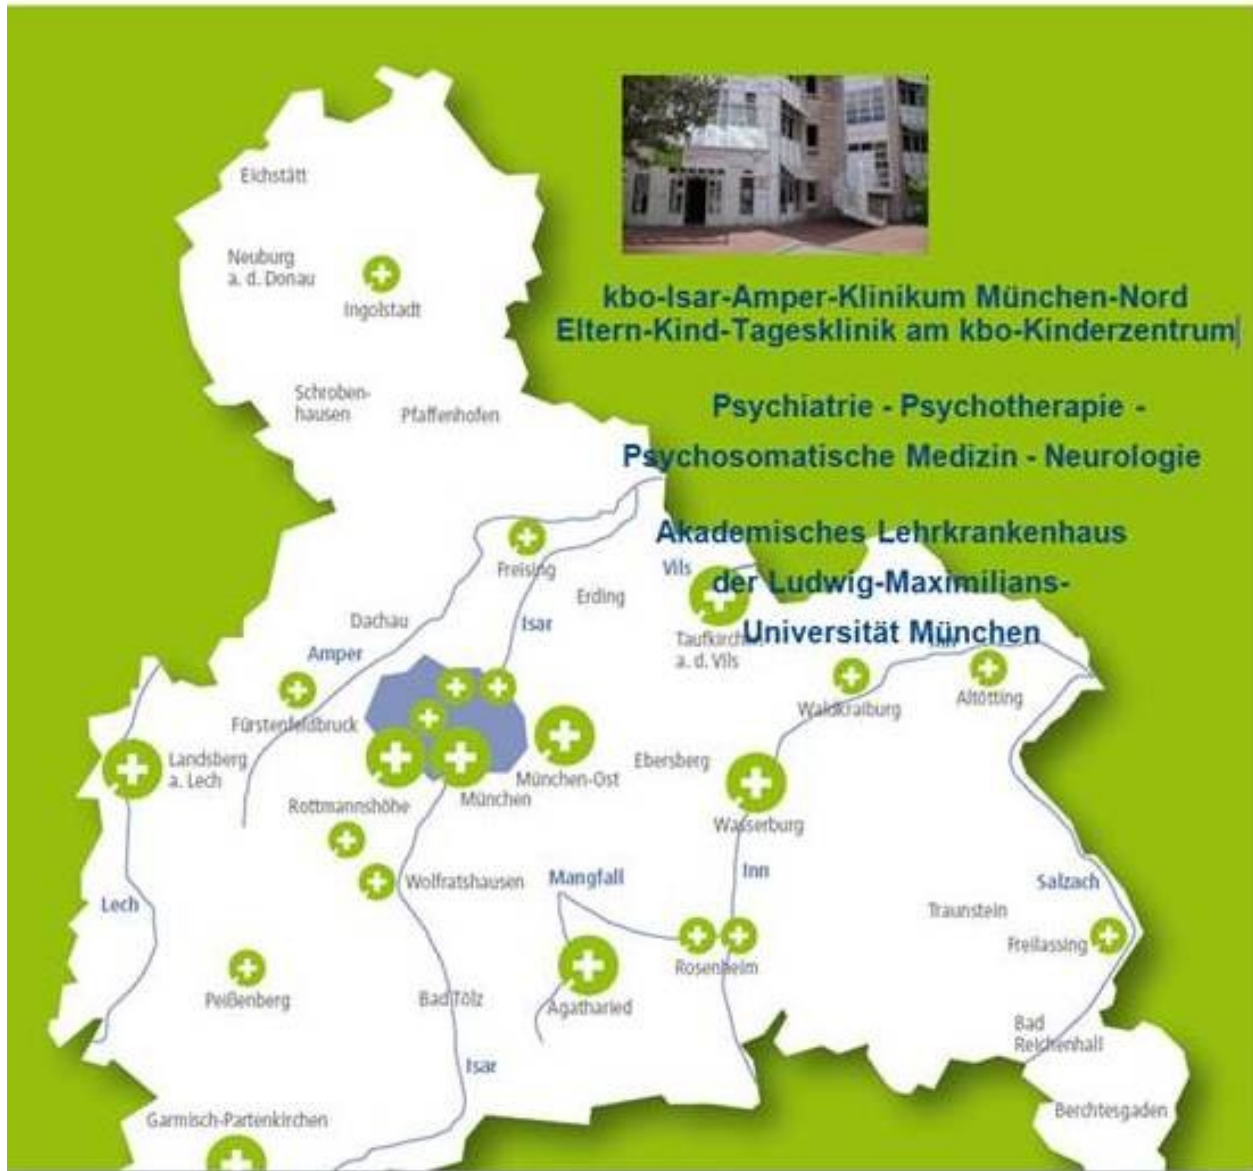 Eichstätt
Neuburg
a. d. Donau
Ingolstadt
kbo-Isar-Amper-Klinikum München-Nord
Eltern-Kind-Tagesklinik am kbo-Kinderzentrum
Schroben-
hausen
Pfaffenhofen
Psychiatrie - Psychotherapie -
Psychosomatische Medizin - Neurologie
Akademisches Lehrkrankenhaus
der Ludwig-Maximilians-
Universität München
Freising
Vils
Erding
Isar
Dachau
Amper
Taufkirchen
a. d. Vils
Inn
Altötting
Waldkraiburg
Fürstenfeldbruck
Landsberg
a. Lech
München-Ost
Ebersberg
München
Rottmannshöhe
Wasserburg
Wolfratshausen
Mangfall
Inn
Salzach
Lech
Traunstein
Freilassing
Rosenheim
Peißenberg
Bad Tölz
Agatharied
Bad
Reichenhall
Isar
Garmisch-Partenkirchen
Berchtesgaden